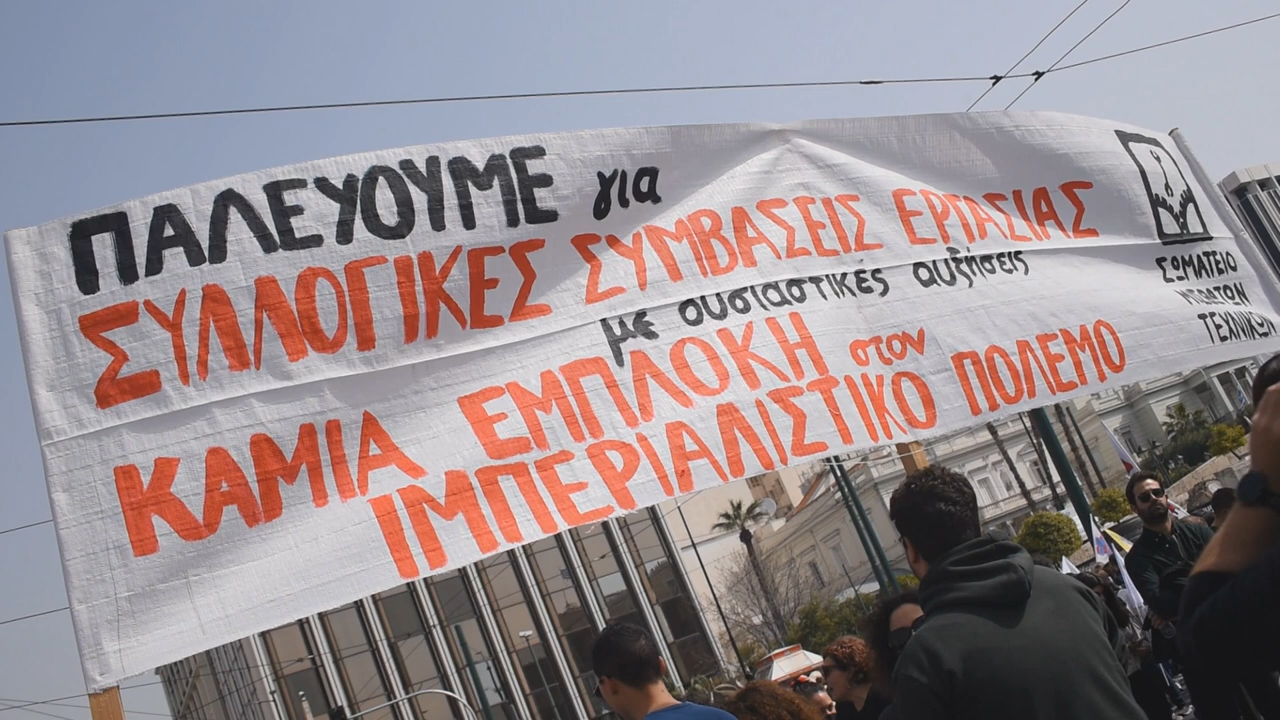 ΠΑΛΕΥΟΥΜΕ για
ΣΥΛΛΟΓΙΚΕΣ ΣΥΜΒΑΣΕΙΣ ΕΡΓΑΣΙΑΣ
με ουσιαστικές αυξήσεις
ΚΑΜΙΑ ΕΜΠΛΟΚΗ στον
ΙΜΠΕΡΙΑΛΙΣΤΙΚΟ ΠΟΛΕΜΟ
ΣΩΜΑΤΕΙΟ
ΤΕΧΝΙΚΩΝ